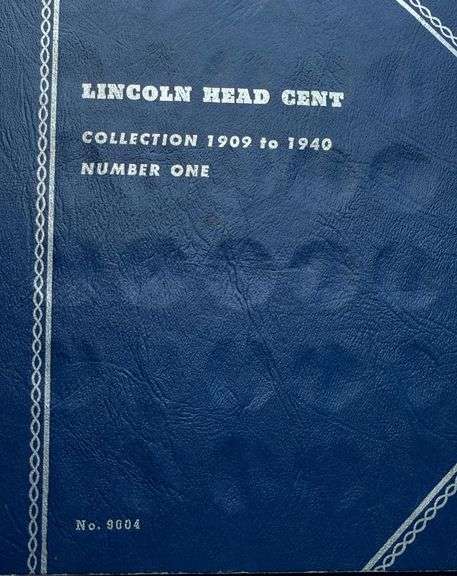 LINCOLN HEAD CENT
COLLECTION 1909 to 1940
NUMBER ONE
No. 9004